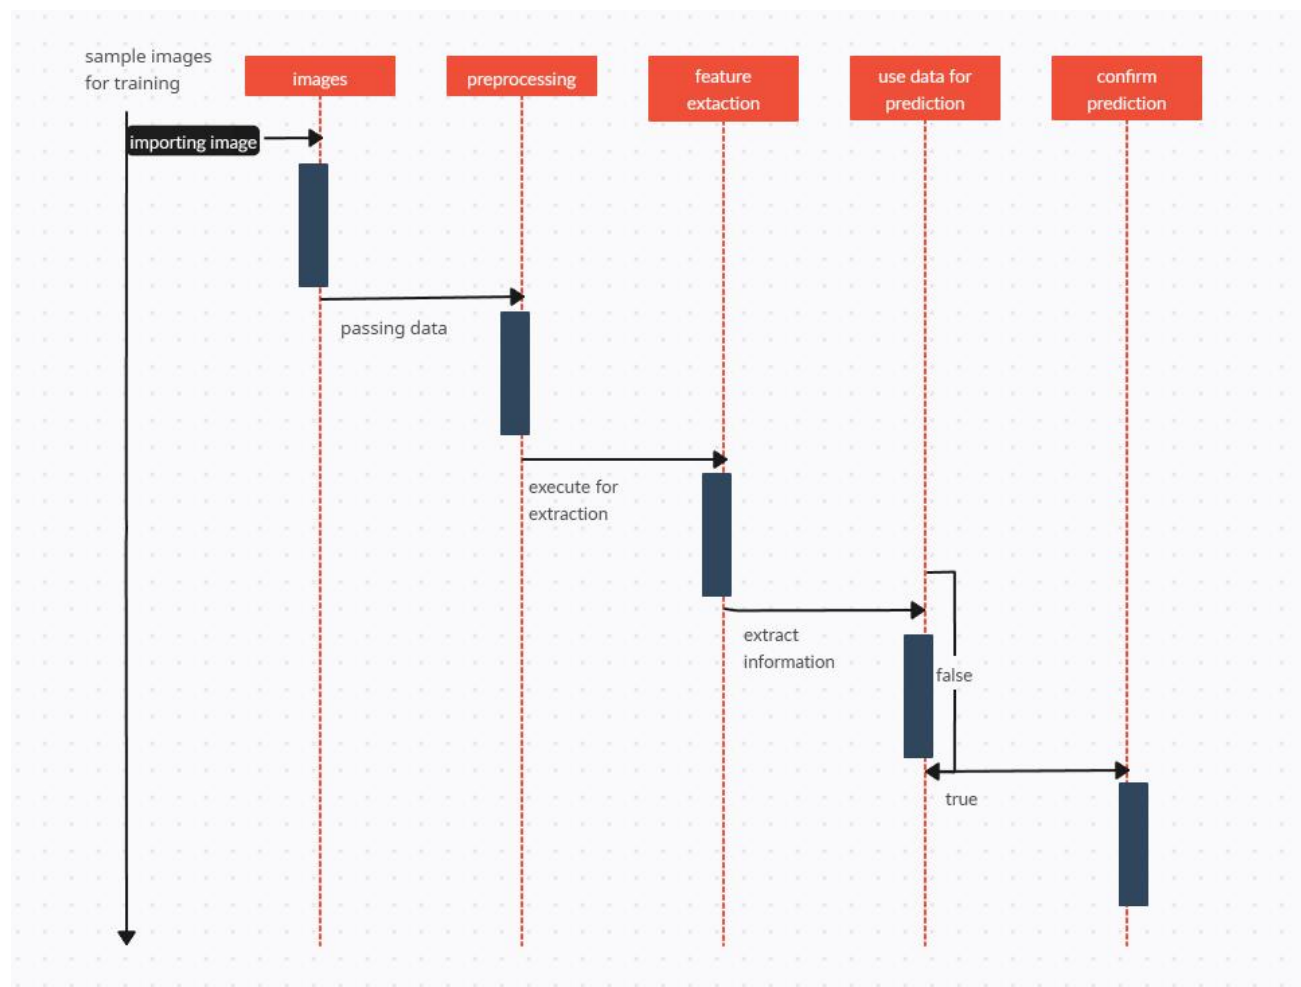 sample images
for training
images
preprocessing
feature
extaction
use data for
prediction
confirm
prediction
importing image
passing data
execute for
extraction
extract
information
false
true